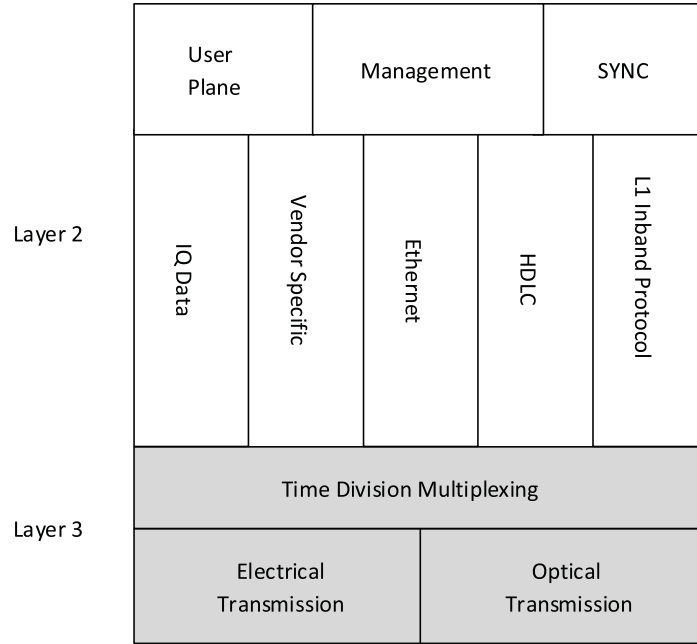 User
Plane
Management
SYNC
Layer 2
IQ Data
Vendor Specific
Ethernet
HDLC
L1 Inband Protocol
Time Division Multiplexing
Layer 3
Electrical
Transmission
Optical
Transmission